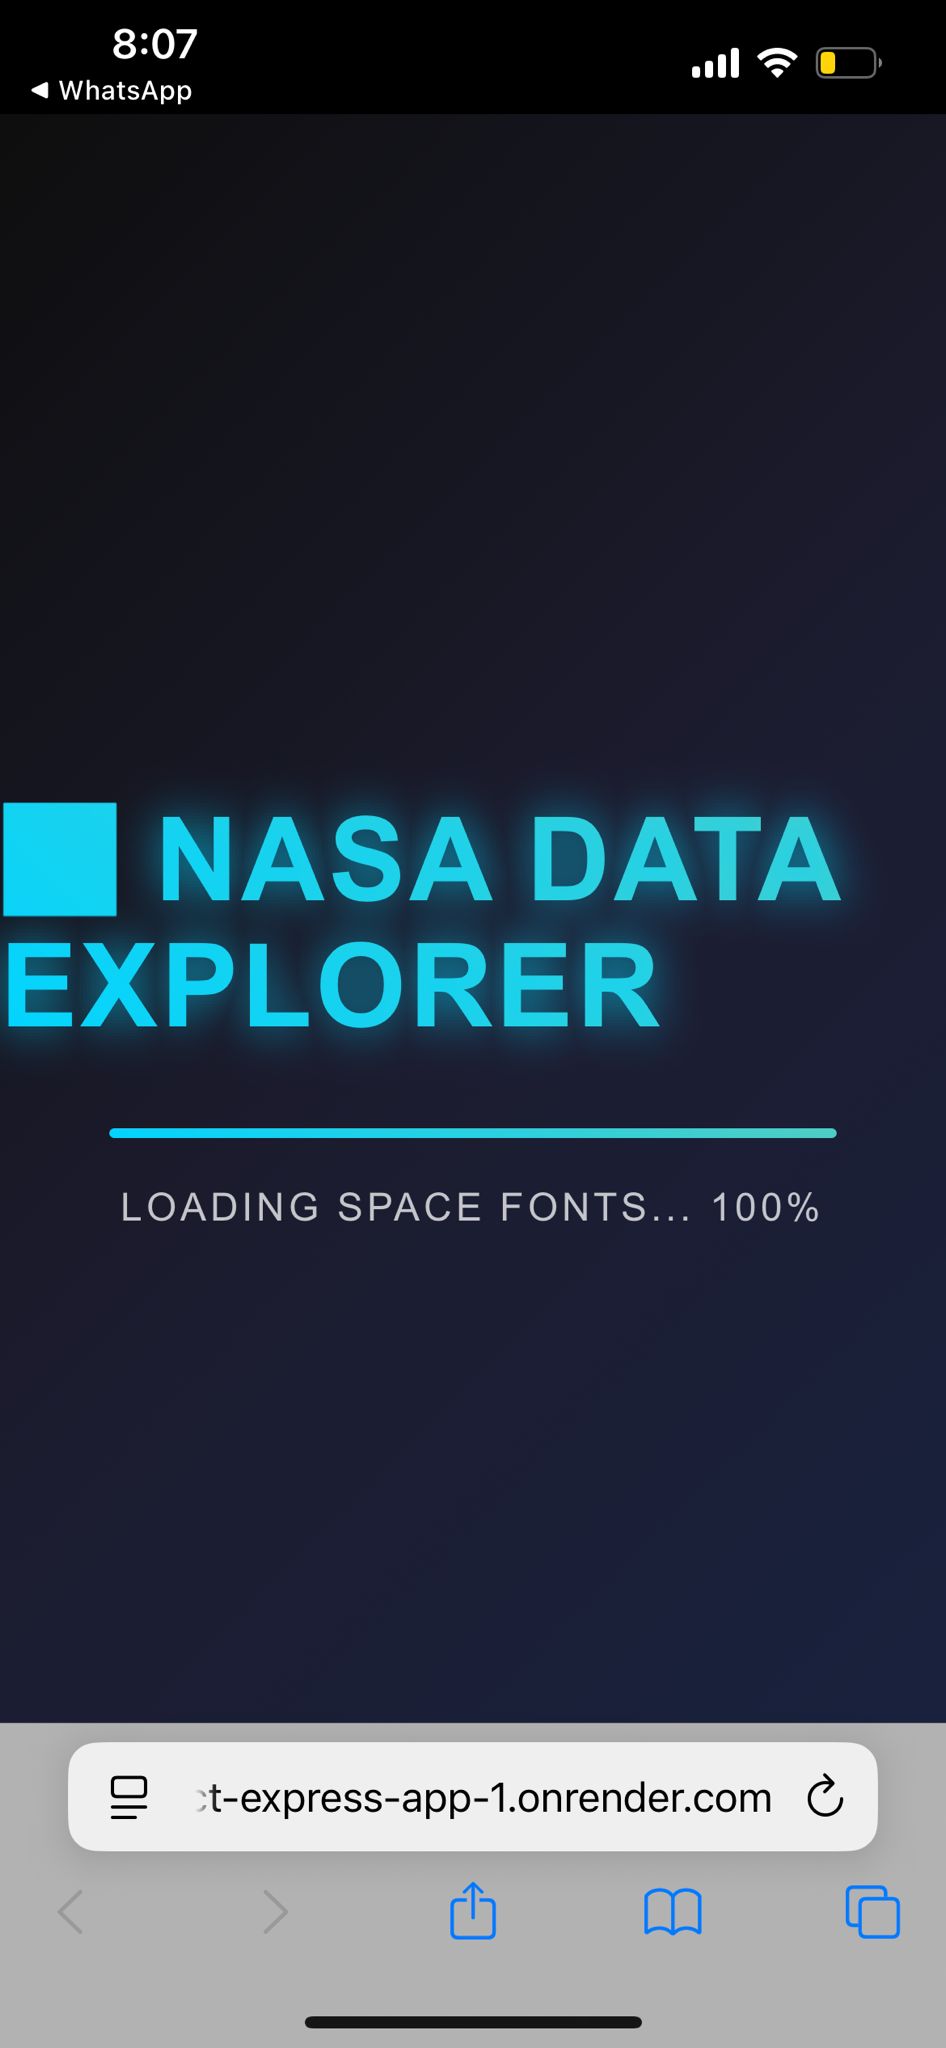 8:07
WhatsApp
NASA DATA
EXPLORER
LOADING SPACE FONTS... 100%
t-express-app-1.onrender.com